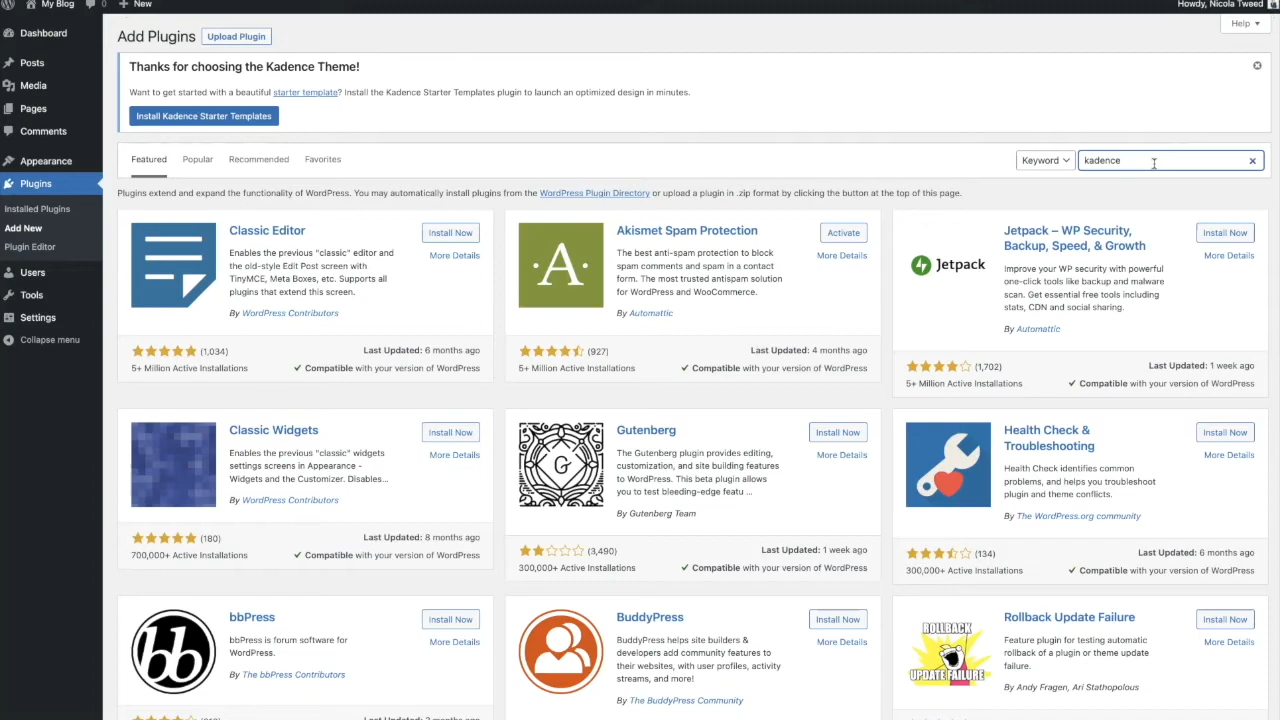 My Blog
0
New
Howdy, Nicola Tweed
Dashboard
Posts
Media
Pages
Comments
Appearance
Plugins
Installed Plugins
Add New
Plugin Editor
Users
Tools
Settings
Collapse menu
Help
Add Plugins
Upload Plugin
Thanks for choosing the Kadence Theme!
Want to get started with a beautiful starter template? Install the Kadence Starter Templates plugin to launch an optimized design in minutes.
Install Kadence Starter Templates
Featured
Popular
Recommended
Favorites
Keyword
kadence
Plugins extend and expand the functionality of WordPress. You may automatically install plugins from the WordPress Plugin Directory or upload a plugin in .zip format by clicking the button at the top of this page.
Classic Editor
Install Now
More Details
Enables the previous "classic" editor and
the old-style Edit Post screen with
TinyMCE, Meta Boxes, etc. Supports all
plugins that extend this screen.
By WordPress Contributors
(1,034)
Last Updated: 6 months ago
5+ Million Active Installations
Compatible with your version of WordPress
·A·
Akismet Spam Protection
Activate
More Details
The best anti-spam protection to block
spam comments and spam in a contact
form. The most trusted antispam solution
for WordPress and WooCommerce.
By Automattic
(927)
Last Updated: 4 months ago
5+ Million Active Installations
Compatible with your version of WordPress
Jetpack
Jetpack – WP Security,
Backup, Speed, & Growth
Install Now
More Details
Improve your WP security with powerful
one-click tools like backup and malware
scan. Get essential free tools including
stats, CDN and social sharing.
By Automattic
(1,702)
Last Updated: 1 week ago
5+ Million Active Installations
Compatible with your version of WordPress
Classic Widgets
Install Now
More Details
Enables the previous "classic" widgets
settings screens in Appearance -
Widgets and the Customizer. Disables...
By WordPress Contributors
(180)
Last Updated: 8 months ago
700,000+ Active Installations
Compatible with your version of WordPress
G
Gutenberg
Install Now
More Details
The Gutenberg plugin provides editing,
customization, and site building features
to WordPress. This beta plugin allows
you to test bleeding-edge featu ...
By Gutenberg Team
(3,490)
Last Updated: 1 week ago
300,000+ Active Installations
Compatible with your version of WordPress
Health Check &
Troubleshooting
Install Now
More Details
Health Check identifies common
problems, and helps you troubleshoot
plugin and theme conflicts.
By The WordPress.org community
(134)
Last Updated: 6 months ago
300,000+ Active Installations
Compatible with your version of WordPress
bb
bbPress
Install Now
More Details
bbPress is forum software for
WordPress.
By The bbPress Contributors
BuddyPress
Install Now
More Details
BuddyPress helps site builders &
developers add community features to
their websites, with user profiles, activity
streams, and more!
By The BuddyPress Community
ROLLBACK
UPDATE FAILURE
Rollback Update Failure
Install Now
More Details
Feature plugin for testing automatic
rollback of a plugin or theme update
failure.
By Andy Fragen, Ari Stathopolous